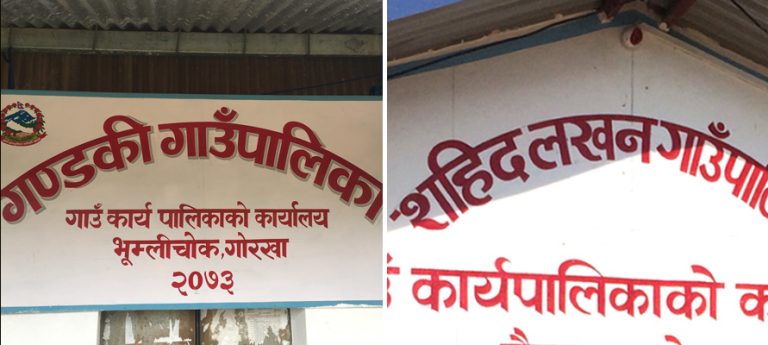 गण्डकी गाउँपालिका
गाउँ कार्य पालिकाको कार्यालय
भूम्लीचोक, गोरखा
२०७३
शहिद लखन गाउँपालि
कार्यपालिकाको